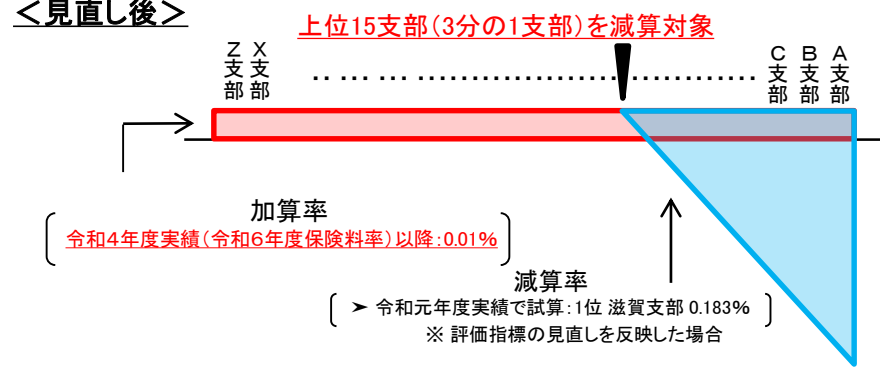 ＜見直し後＞
上位15支部（3分の1支部）を減算対象
Z支部
X支部
‥ … … ……………………………
C支部
B支部
A支部
加算率
令和４年度実績（令和６年度保険料率）以降：0.01％
減算率
➤ 令和元年度実績で試算：1位 滋賀支部 0.183％
※ 評価指標の見直しを反映した場合